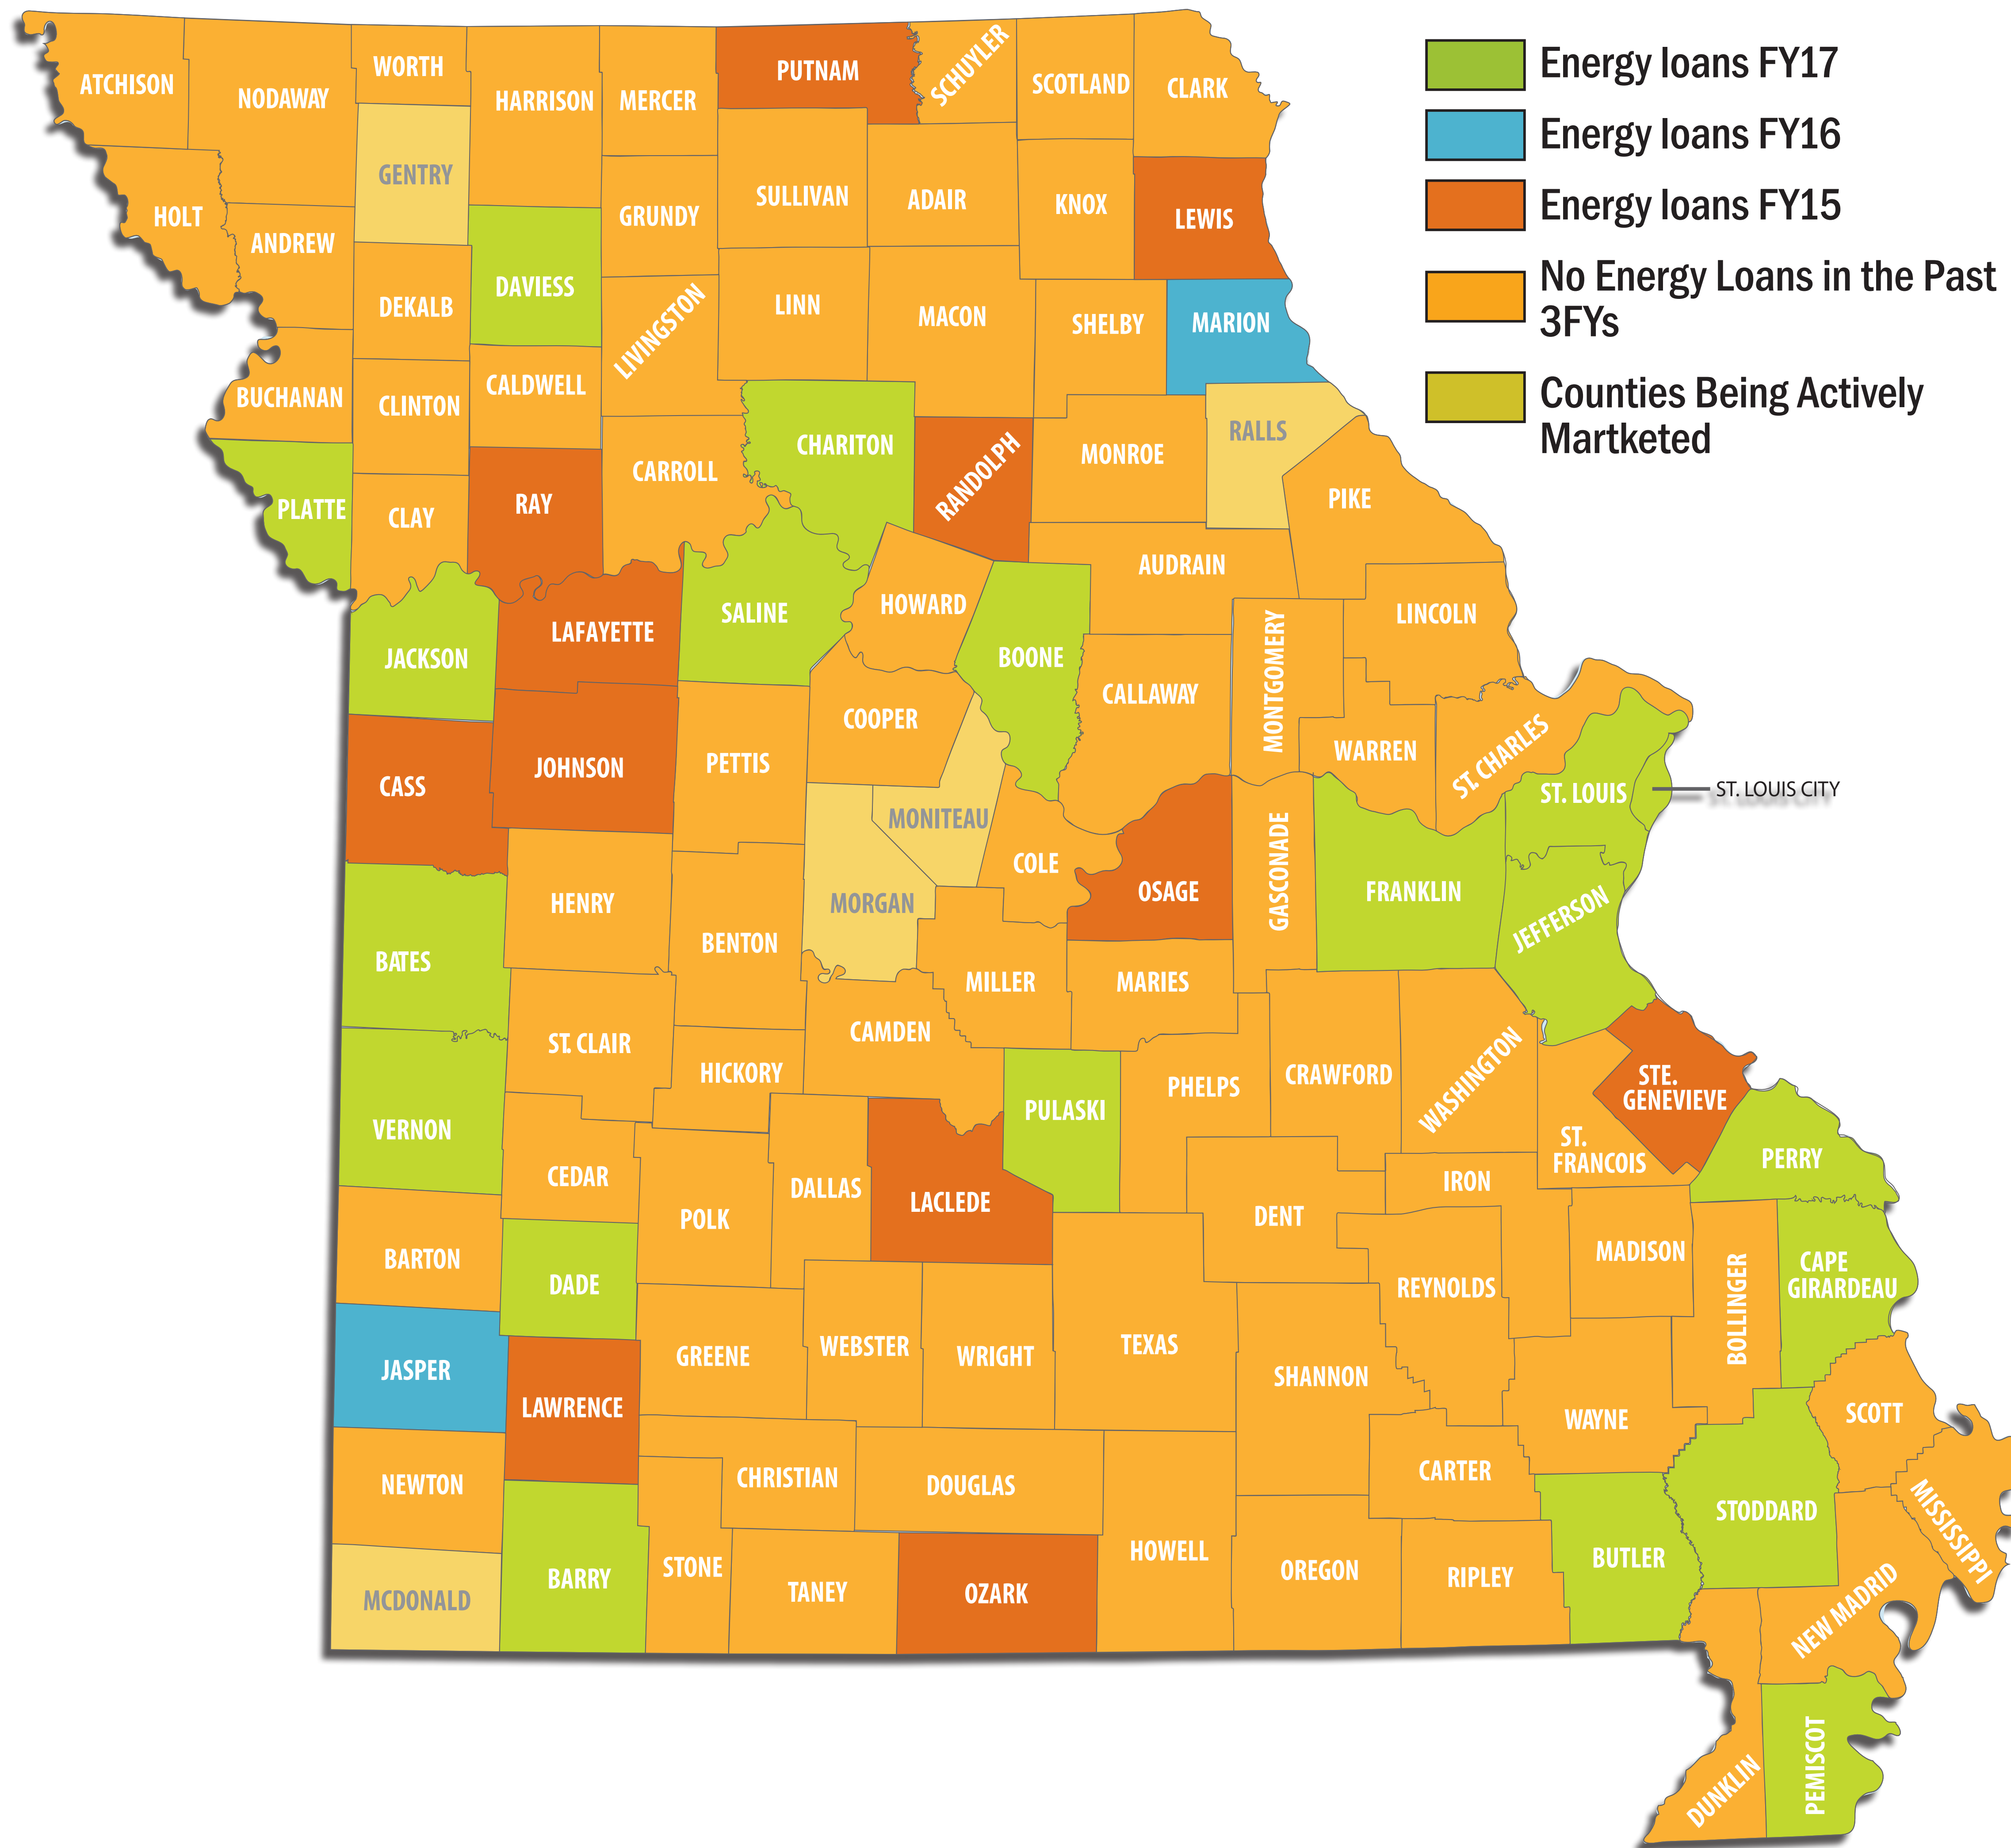 Energy loans FY17
Energy loans FY16
Energy loans FY15
No Energy Loans in the Past
3FYs
Counties Being Actively
Martketed
ATCHISON
NODAWAY
WORTH
HARRISON
MERCER
PUTNAM
SCHUYLER
SCOTLAND
CLARK
GENTRY
HOLT
ANDREW
DEKALB
DAVIESS
GRUNDY
SULLIVAN
ADAIR
KNOX
LEWIS
LIVINGSTON
LINN
MACON
SHELBY
MARION
BUCHANAN
CLINTON
CALDWELL
CARROLL
CHARITON
RANDOLPH
MONROE
RALLS
PIKE
PLATTE
CLAY
RAY
AUDRAIN
JACKSON
LAFAYETTE
SALINE
HOWARD
BOONE
CALLAWAY
MONTGOMERY
LINCOLN
WARREN
ST. CHARLES
ST. LOUIS
ST. LOUIS CITY
CASS
JOHNSON
PETTIS
COOPER
MONITEAU
COLE
OSAGE
GASCONADE
FRANKLIN
JEFFERSON
BATES
HENRY
BENTON
MORGAN
MILLER
MARIES
CAMDEN
VERNON
ST. CLAIR
HICKORY
PULASKI
PHELPS
CRAWFORD
WASHINGTON
STE.
GENEVIEVE
ST.
FRANCOIS
PERRY
CEDAR
POLK
DALLAS
LACLEDE
DENT
IRON
BARTON
DADE
REYNOLDS
MADISON
BOLLINGER
CAPE
GIRARDEAU
JASPER
LAWRENCE
GREENE
WEBSTER
WRIGHT
TEXAS
SHANNON
WAYNE
SCOTT
NEWTON
CHRISTIAN
DOUGLAS
CARTER
STODDARD
MISSISSIPPI
MCDONALD
BARRY
STONE
TANEY
OZARK
HOWELL
OREGON
RIPLEY
BUTLER
NEW MADRID
DUNKLIN
PEMISCOT